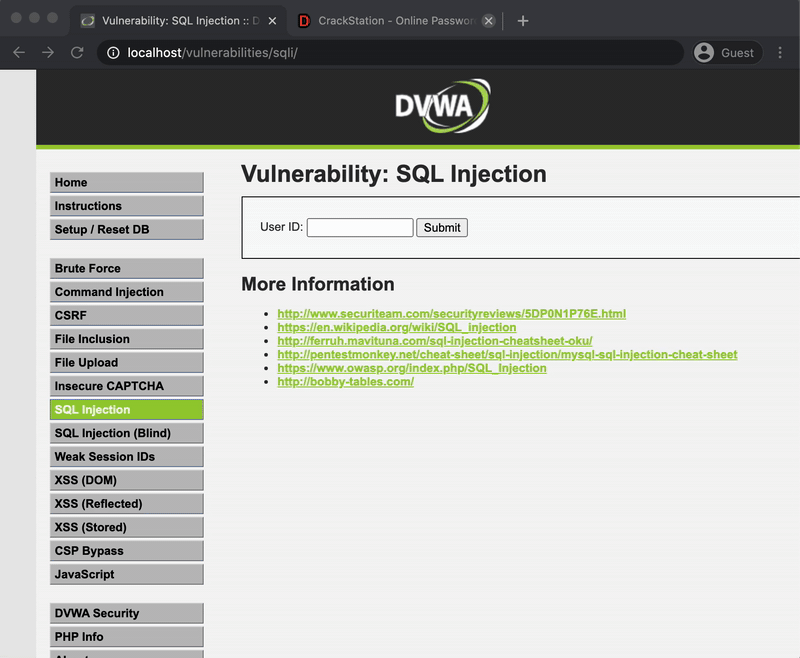 Vulnerability: SQL Injection :: D
CrackStation - Online Passwor
localhost/vulnerabilities/sqli/
Guest
DVWA
Home
Instructions
Setup / Reset DB
Brute Force
Command Injection
CSRF
File Inclusion
File Upload
Insecure CAPTCHA
SQL Injection
SQL Injection (Blind)
Weak Session IDs
XSS (DOM)
XSS (Reflected)
XSS (Stored)
CSP Bypass
JavaScript
DVWA Security
PHP Info
Vulnerability: SQL Injection
User ID: Submit
More Information
http://www.securiteam.com/securityreviews/5DP0N1P76E.html
https://en.wikipedia.org/wiki/SQL_injection
http://ferruh.mavituna.com/sql-injection-cheatsheet-oku/
http://pentestmonkey.net/cheat-sheet/sql-injection/mysql-sql-injection-cheat-sheet
https://www.owasp.org/index.php/SQL_Injection
http://bobby-tables.com/